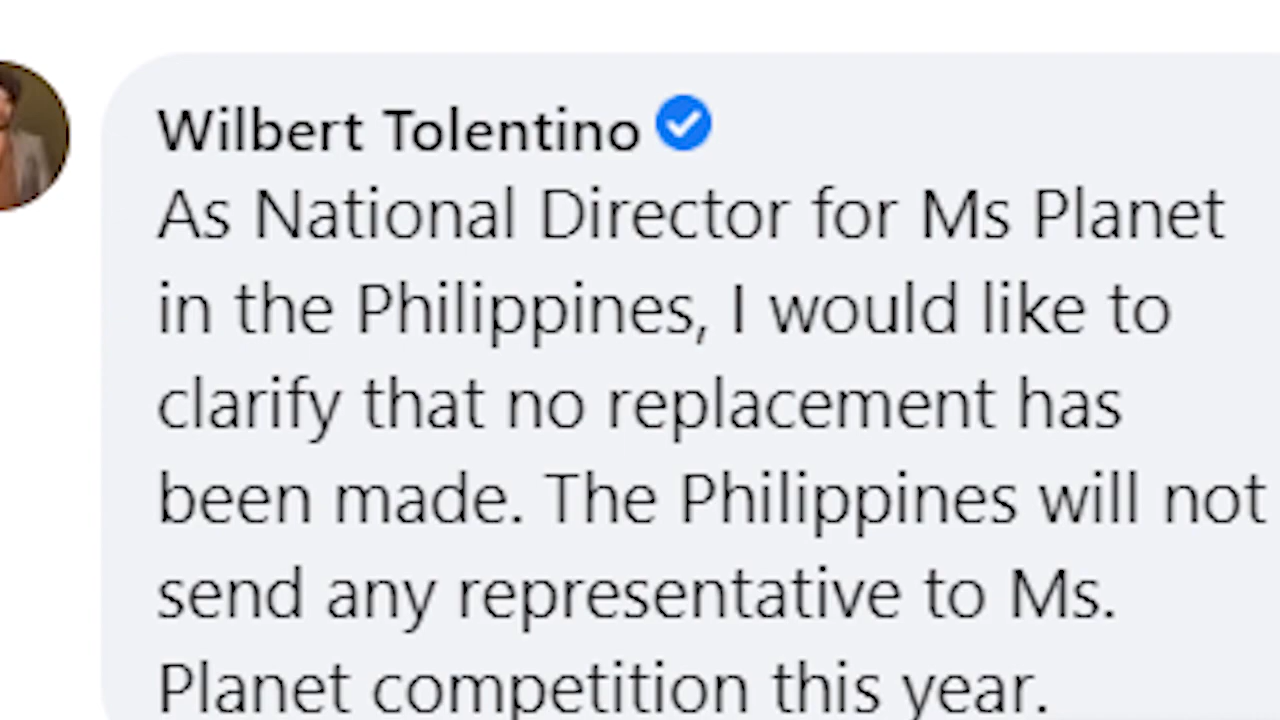 Wilbert Tolentino
As National Director for Ms Planet
in the Philippines, I would like to
clarify that no replacement has
been made. The Philippines will not
send any representative to Ms.
Planet competition this year.